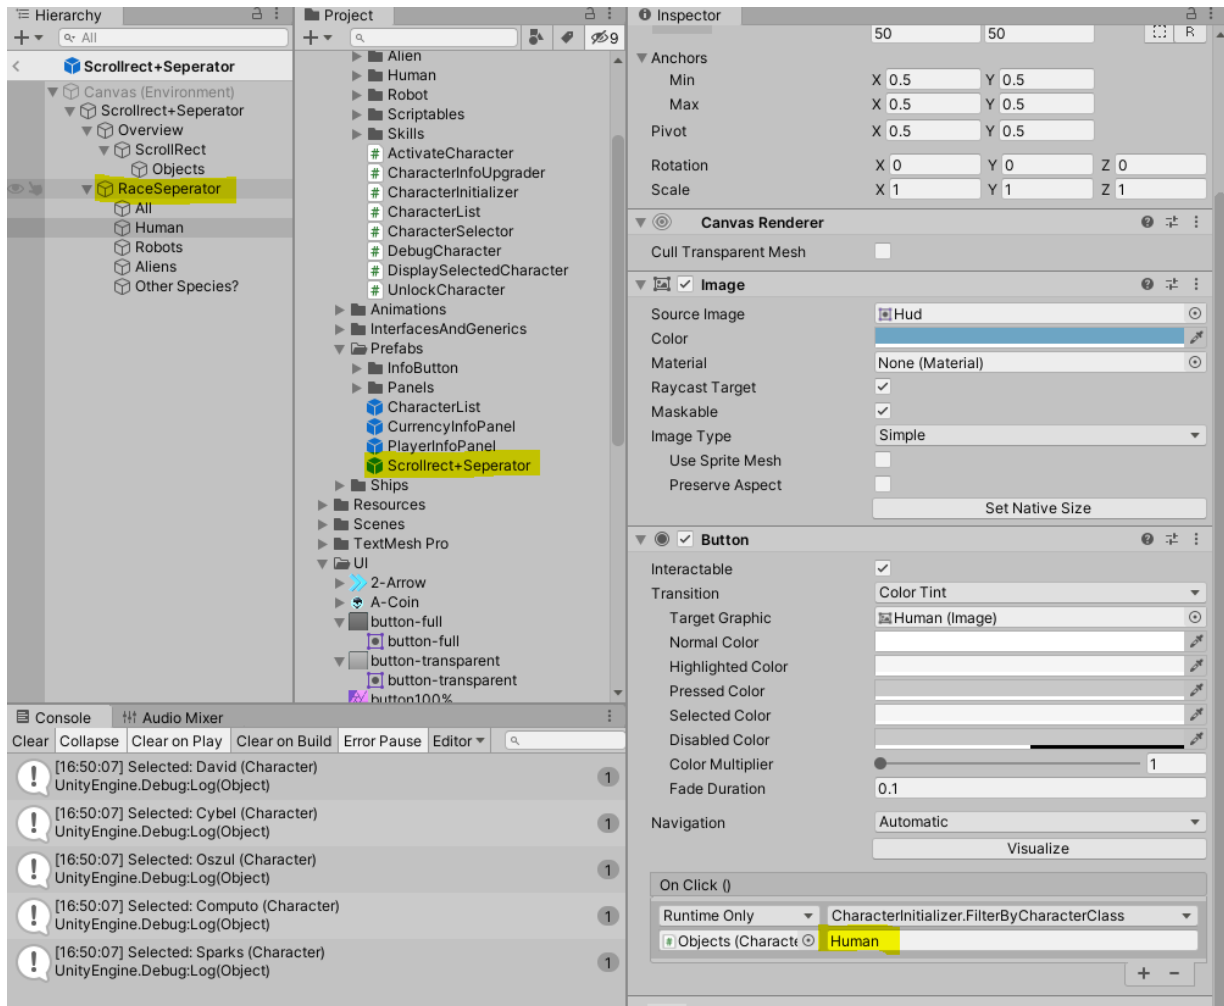 Hierarchy
All
Scrollrect+Seperator
Canvas (Environment)
Scrollrect+Seperator
Overview
ScrollRect
Objects
RaceSeperator
All
Human
Robots
Aliens
Other Species?
Project
9
Alien
Human
Robot
Scriptables
Skills
ActivateCharacter
CharacterInfoUpgrader
CharacterInitializer
CharacterList
CharacterSelector
DebugCharacter
DisplaySelectedCharacter
UnlockCharacter
Animations
InterfacesAndGenerics
Prefabs
InfoButton
Panels
CharacterList
CurrencyInfoPanel
PlayerInfoPanel
Scrollrect+Seperator
Ships
Resources
Scenes
TextMesh Pro
UI
2-Arrow
A-Coin
button-full
button-full
button-transparent
button-transparent
button100%
Console Audio Mixer
Clear Collapse Clear on Play Clear on Build Error Pause Editor
[16:50:07] Selected: David (Character)
UnityEngine.Debug:Log(Object)
1
[16:50:07] Selected: Cybel (Character)
UnityEngine.Debug:Log(Object)
1
[16:50:07] Selected: Oszul (Character)
UnityEngine.Debug:Log(Object)
1
[16:50:07] Selected: Computo (Character)
UnityEngine.Debug:Log(Object)
1
[16:50:07] Selected: Sparks (Character)
UnityEngine.Debug:Log(Object)
1
Inspector
50 50 R
Anchors
Min X 0.5 Y 0.5
Max X 0.5 Y 0.5
Pivot X 0.5 Y 0.5
Rotation X 0 Y 0 Z 0
Scale X 1 Y 1 Z 1
Canvas Renderer
Cull Transparent Mesh
Image
Source Image Hud
Color
Material None (Material)
Raycast Target
Maskable
Image Type Simple
Use Sprite Mesh
Preserve Aspect
Set Native Size
Button
Interactable
Transition Color Tint
Target Graphic Human (Image)
Normal Color
Highlighted Color
Pressed Color
Selected Color
Disabled Color
Color Multiplier 1
Fade Duration 0.1
Navigation Automatic
Visualize
On Click ()
Runtime Only CharacterInitializer.FilterByCharacterClass
Objects (Characte Human